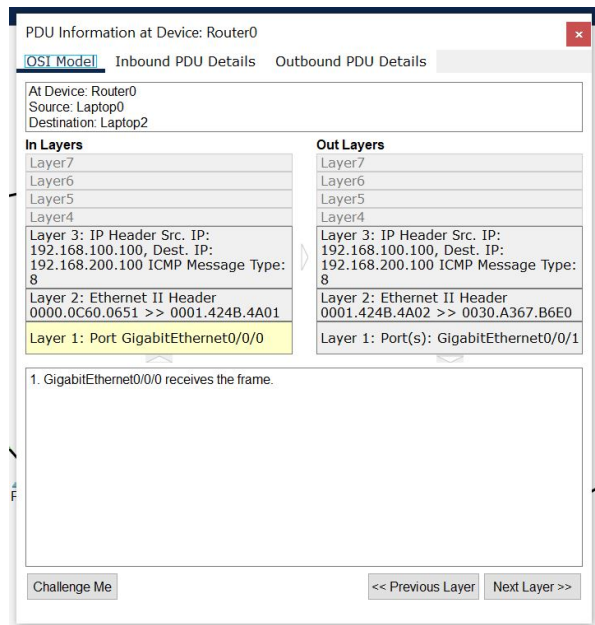 PDU Information at Device: Router0
×
OSI Model Inbound PDU Details Outbound PDU Details
At Device: Router0
Source: Laptop0
Destination: Laptop2
In Layers
Layer7
Layer6
Layer5
Layer4
Layer 3: IP Header Src. IP:
192.168.100.100, Dest. IP:
192.168.200.100 ICMP Message Type:
8
Layer 2: Ethernet II Header
0000.0C60.0651 >> 0001.424B.4A01
Layer 1: Port GigabitEthernet0/0/0
Out Layers
Layer7
Layer6
Layer5
Layer4
Layer 3: IP Header Src. IP:
192.168.100.100, Dest. IP:
192.168.200.100 ICMP Message Type:
8
Layer 2: Ethernet II Header
0001.424B.4A02 >> 0030.A367.B6E0
Layer 1: Port(s): GigabitEthernet0/0/1
1. GigabitEthernet0/0/0 receives the frame.
Challenge Me
<< Previous Layer
Next Layer >>